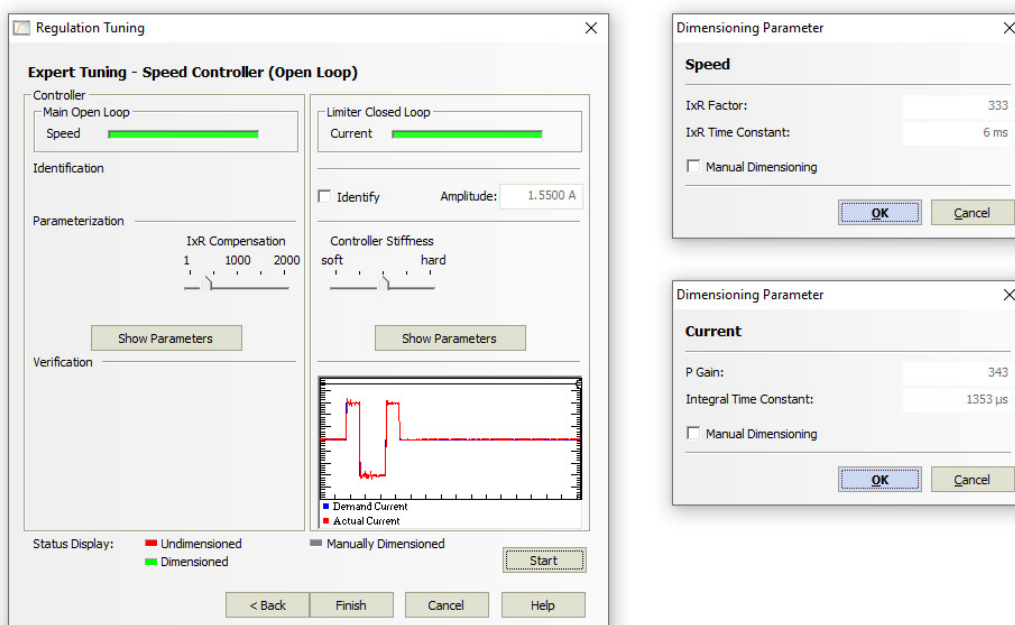 Regulation Tuning
Expert Tuning - Speed Controller (Open Loop)
Controller
Main Open Loop
Speed
Limiter Closed Loop
Current
Identification
Identify
Amplitude:
1.5500 A
Parameterization
IxR Compensation
1 1000 2000
Controller Stiffness
soft hard
Show Parameters
Show Parameters
Verification
Demand Current
Actual Current
Status Display:
Undimensioned
Manually Dimensioned
Dimensioned
Start
< Back
Finish
Cancel
Help
Dimensioning Parameter
Speed
IxR Factor: 333
IxR Time Constant: 6 ms
Manual Dimensioning
OK
Cancel
Dimensioning Parameter
Current
P Gain: 343
Integral Time Constant: 1353 µs
Manual Dimensioning
OK
Cancel